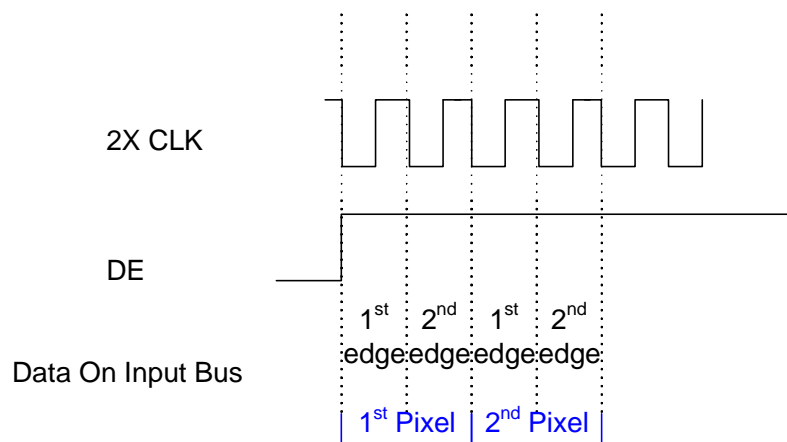 2X CLK
DE
1st 2nd 1st 2nd
edge edge edge edge
Data On Input Bus
1st Pixel 2nd Pixel